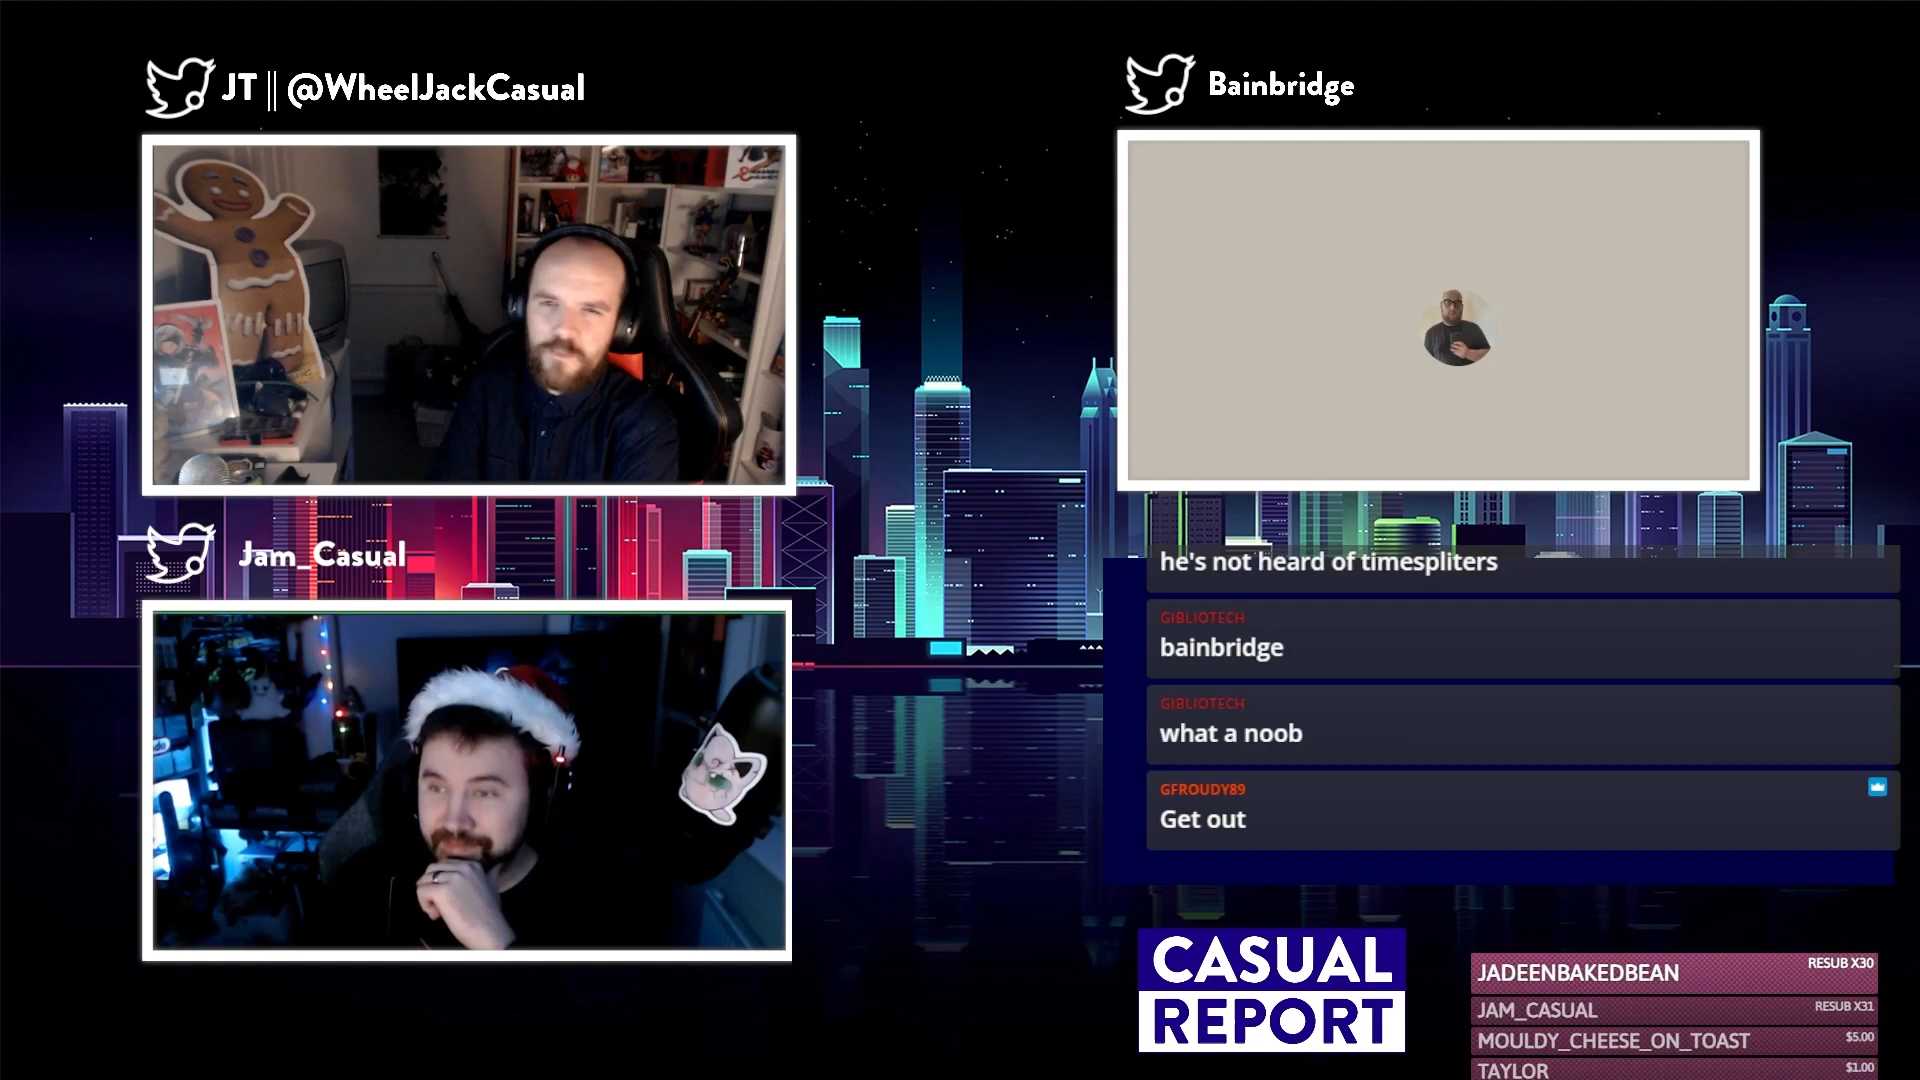 JT || @WheelJackCasual
Bainbridge
Jam_Casual
he's not heard of timespliters
GIBLIOTECH
bainbridge
GIBLIOTECH
what a noob
GFROUDY89
Get out
CASUAL
REPORT
JADEENBAKEDBEAN RESUB X30
JAM_CASUAL RESUB X31
MOULDY_CHEESE_ON_TOAST $5.00
TAYLOR $1.00